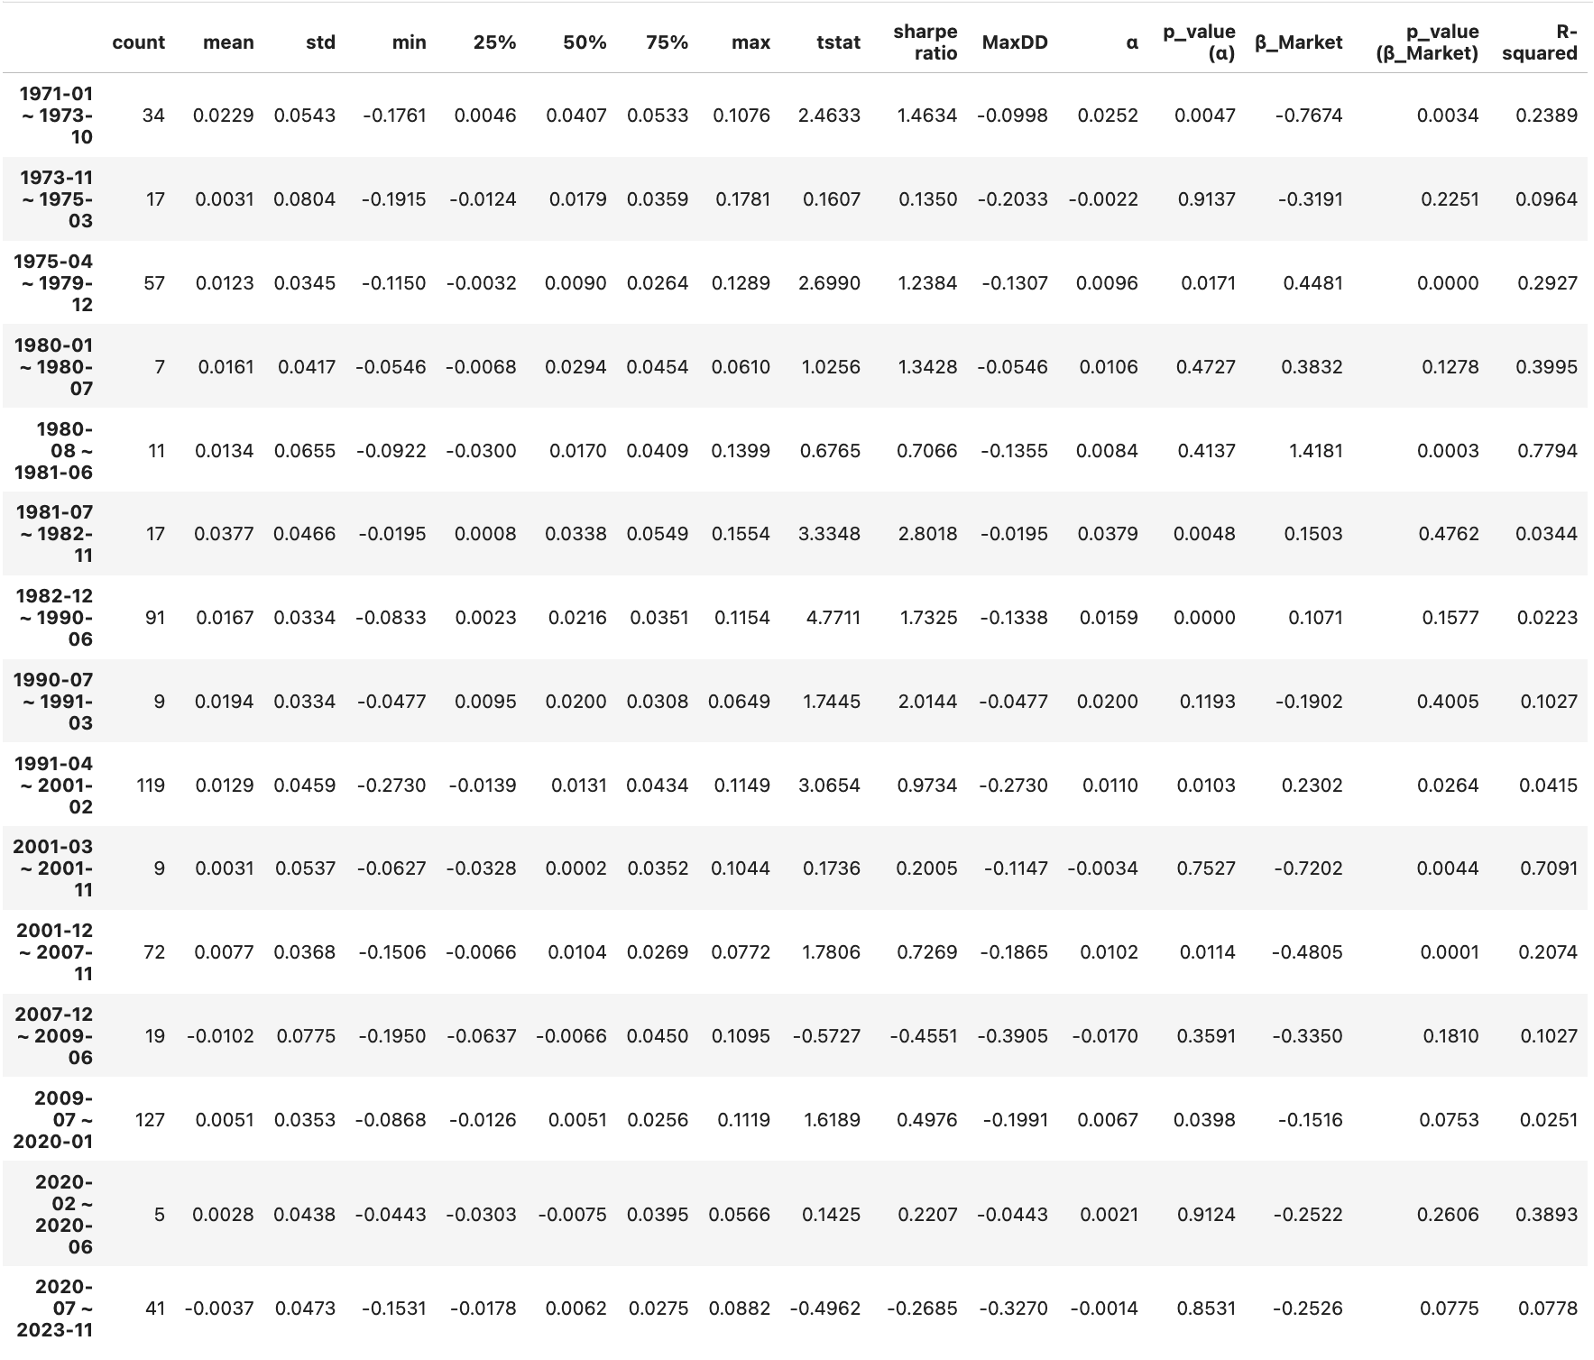 count mean std min 25% 50% 75% max tstat sharpe ratio MaxDD α p_value (α) β_Market p_value (β_Market) R-squared
1971-01 ~ 1973-10 34 0.0229 0.0543 -0.1761 0.0046 0.0407 0.0533 0.1076 2.4633 1.4634 -0.0998 0.0252 0.0047 -0.7674 0.0034 0.2389
1973-11 ~ 1975-03 17 0.0031 0.0804 -0.1915 -0.0124 0.0179 0.0359 0.1781 0.1607 0.1350 -0.2033 -0.0022 0.9137 -0.3191 0.2251 0.0964
1975-04 ~ 1979-12 57 0.0123 0.0345 -0.1150 -0.0032 0.0090 0.0264 0.1289 2.6990 1.2384 -0.1307 0.0096 0.0171 0.4481 0.0000 0.2927
1980-01 ~ 1980-07 7 0.0161 0.0417 -0.0546 -0.0068 0.0294 0.0454 0.0610 1.0256 1.3428 -0.0546 0.0106 0.4727 0.3832 0.1278 0.3995
1980-08 ~ 1981-06 11 0.0134 0.0655 -0.0922 -0.0300 0.0170 0.0409 0.1399 0.6765 0.7066 -0.1355 0.0084 0.4137 1.4181 0.0003 0.7794
1981-07 ~ 1982-11 17 0.0377 0.0466 -0.0195 0.0008 0.0338 0.0549 0.1554 3.3348 2.8018 -0.0195 0.0379 0.0048 0.1503 0.4762 0.0344
1982-12 ~ 1990-06 91 0.0167 0.0334 -0.0833 0.0023 0.0216 0.0351 0.1154 4.7711 1.7325 -0.1338 0.0159 0.0000 0.1071 0.1577 0.0223
1990-07 ~ 1991-03 9 0.0194 0.0334 -0.0477 0.0095 0.0200 0.0308 0.0649 1.7445 2.0144 -0.0477 0.0200 0.1193 -0.1902 0.4005 0.1027
1991-04 ~ 2001-02 119 0.0129 0.0459 -0.2730 -0.0139 0.0131 0.0434 0.1149 3.0654 0.9734 -0.2730 0.0110 0.0103 0.2302 0.0264 0.0415
2001-03 ~ 2001-11 9 0.0031 0.0537 -0.0627 -0.0328 0.0002 0.0352 0.1044 0.1736 0.2005 -0.1147 -0.0034 0.7527 -0.7202 0.0044 0.7091
2001-12 ~ 2007-11 72 0.0077 0.0368 -0.1506 -0.0066 0.0104 0.0269 0.0772 1.7806 0.7269 -0.1865 0.0102 0.0114 -0.4805 0.0001 0.2074
2007-12 ~ 2009-06 19 -0.0102 0.0775 -0.1950 -0.0637 -0.0066 0.0450 0.1095 -0.5727 -0.4551 -0.3905 -0.0170 0.3591 -0.3350 0.1810 0.1027
2009-07 ~ 2020-01 127 0.0051 0.0353 -0.0868 -0.0126 0.0051 0.0256 0.1119 1.6189 0.4976 -0.1991 0.0067 0.0398 -0.1516 0.0753 0.0251
2020-02 ~ 2020-06 5 0.0028 0.0438 -0.0443 -0.0303 -0.0075 0.0395 0.0566 0.1425 0.2207 -0.0443 0.0021 0.9124 -0.2522 0.2606 0.3893
2020-07 ~ 2023-11 41 -0.0037 0.0473 -0.1531 -0.0178 0.0062 0.0275 0.0882 -0.4962 -0.2685 -0.3270 -0.0014 0.8531 -0.2526 0.0775 0.0778